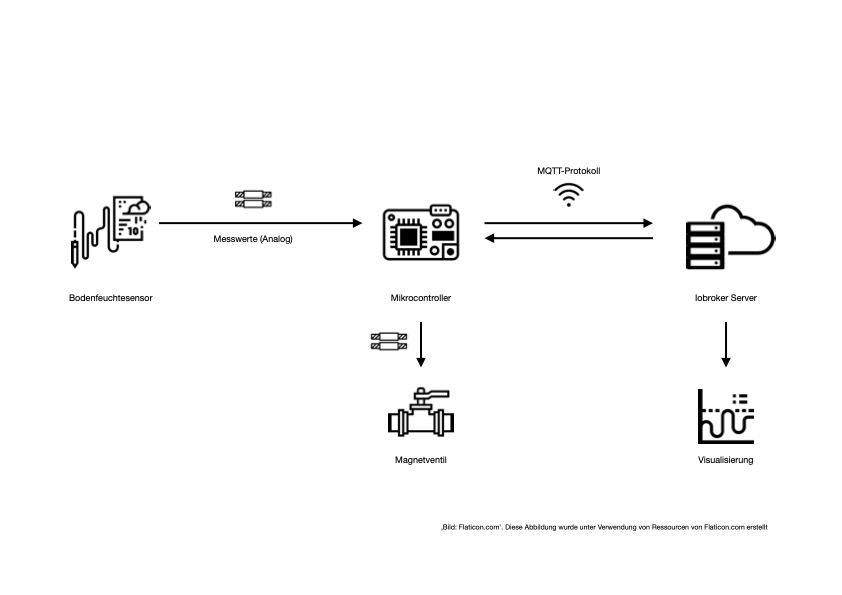 MQTT-Protokoll
10
Messwerte (Analog)
Bodenfeuchtesensor
Mikrocontroller
Iobroker Server
Magnetventil
Visualisierung
‚Bild: Flaticon.com‘. Diese Abbildung wurde unter Verwendung von Ressourcen von Flaticon.com erstellt